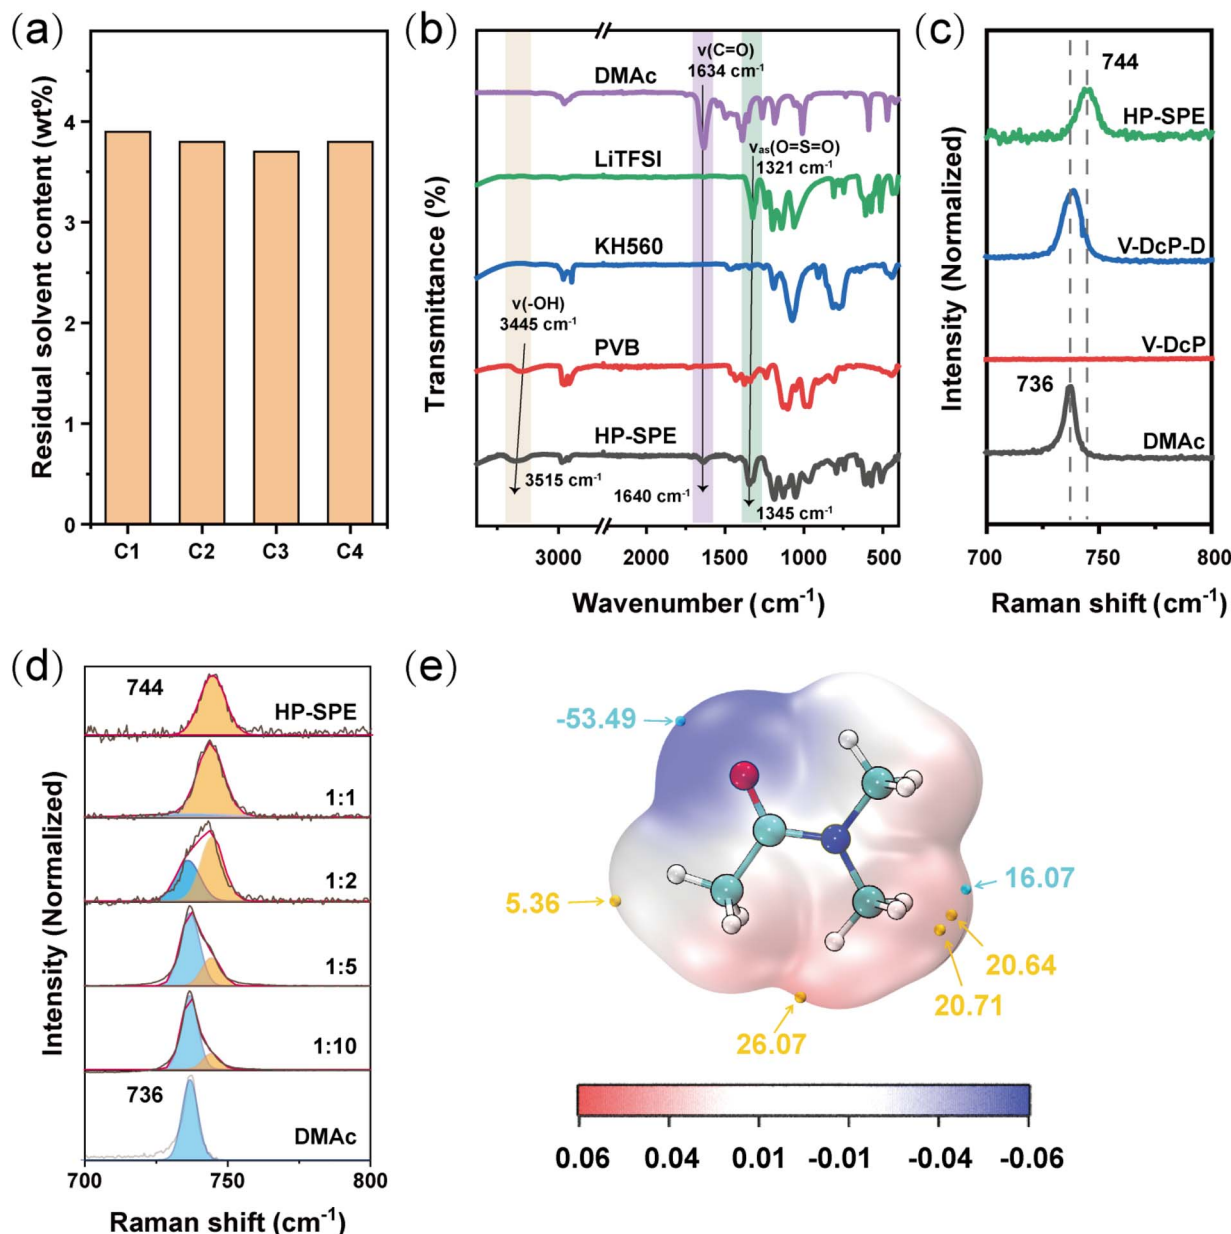 (a)
Residual solvent content (wt%)
4
3
2
1
0
C1 C2 C3 C4
(b)
Transmittance (%)
DMAc
ν(C=O)
1634 cm⁻¹
LiTFSI
νas(O=S=O)
1321 cm⁻¹
KH560
ν(-OH)
3445 cm⁻¹
PVB
HP-SPE
3515 cm⁻¹
1640 cm⁻¹
1345 cm⁻¹
3000 2000 1500 1000 500
Wavenumber (cm⁻¹)
(c)
Intensity (Normalized)
744
HP-SPE
V-DcP-D
V-DcP
736
DMAc
700 750 800
Raman shift (cm⁻¹)
(d)
Intensity (Normalized)
744
HP-SPE
1:1
1:2
1:5
1:10
736
DMAc
700 750 800
Raman shift (cm⁻¹)
(e)
-53.49
16.07
5.36
20.64
20.71
26.07
0.06 0.04 0.01 -0.01 -0.04 -0.06